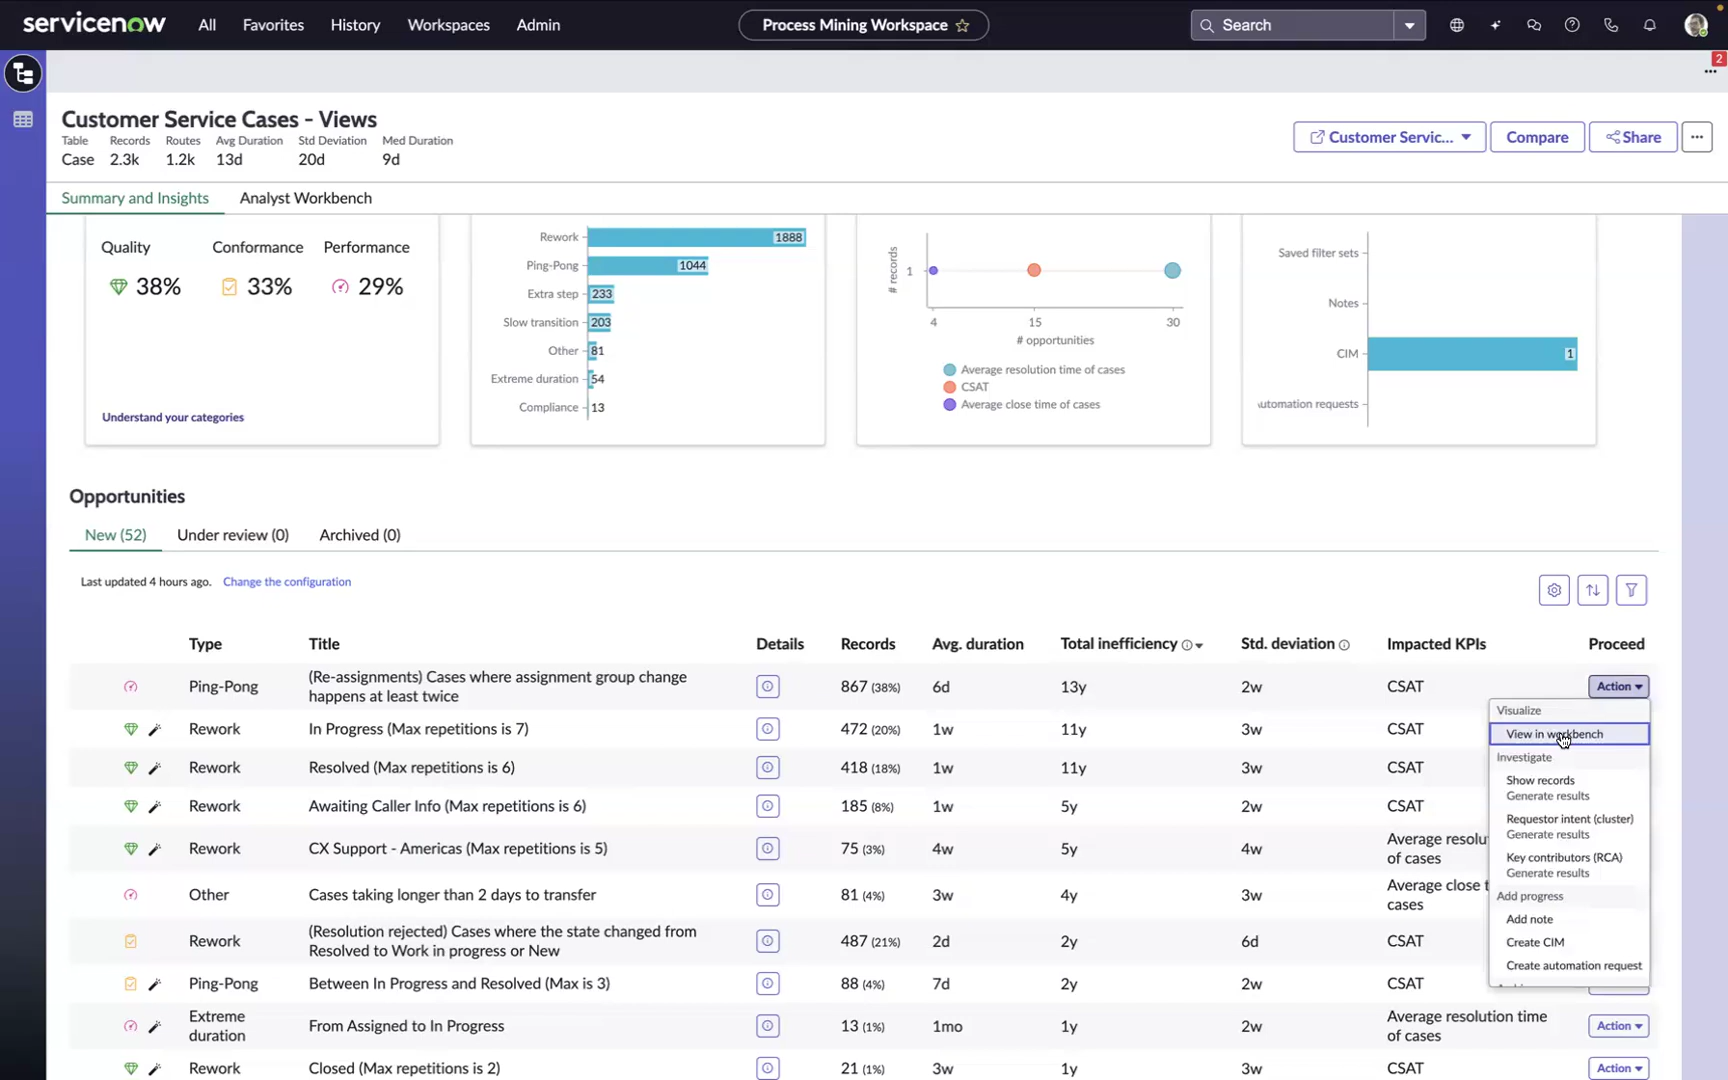 servicenow
All
Favorites
History
Workspaces
Admin
Process Mining Workspace
Search
2
Customer Service Cases - Views
Table Records Routes Avg Duration Std Deviation Med Duration
Case 2.3k 1.2k 13d 20d 9d
Customer Servic...
Compare
Share
Summary and Insights
Analyst Workbench
Quality Conformance Performance
38% 33% 29%
Understand your categories
Rework 1888
Ping-Pong 1044
Extra step 233
Slow transition 203
Other 81
Extreme duration 54
Compliance 13
# records
1
4 15 30
# opportunities
Average resolution time of cases
CSAT
Average close time of cases
Saved filter sets
Notes
CIM 1
utomation requests
Opportunities
New (52)
Under review (0)
Archived (0)
Last updated 4 hours ago. Change the configuration
Type Title Details Records Avg. duration Total inefficiency Std. deviation Impacted KPIs Proceed
Ping-Pong (Re-assignments) Cases where assignment group change
happens at least twice 867 (38%) 6d 13y 2w CSAT Action
Rework In Progress (Max repetitions is 7) 472 (20%) 1w 11y 3w CSAT
Rework Resolved (Max repetitions is 6) 418 (18%) 1w 11y 3w CSAT
Rework Awaiting Caller Info (Max repetitions is 6) 185 (8%) 1w 5y 2w CSAT
Rework CX Support - Americas (Max repetitions is 5) 75 (3%) 4w 5y 4w Average resolu
of cases
Other Cases taking longer than 2 days to transfer 81 (4%) 3w 4y 3w Average close t
cases
Rework (Resolution rejected) Cases where the state changed from
Resolved to Work in progress or New 487 (21%) 2d 2y 6d CSAT
Ping-Pong Between In Progress and Resolved (Max is 3) 88 (4%) 7d 2y 2w CSAT
Extreme
duration From Assigned to In Progress 13 (1%) 1mo 1y 2w Average resolution time
of cases Action
Rework Closed (Max repetitions is 2) 21 (1%) 3w 1y 3w CSAT Action
Visualize
View in workbench
Investigate
Show records
Generate results
Requestor intent (cluster)
Generate results
Key contributors (RCA)
Generate results
Add progress
Add note
Create CIM
Create automation request